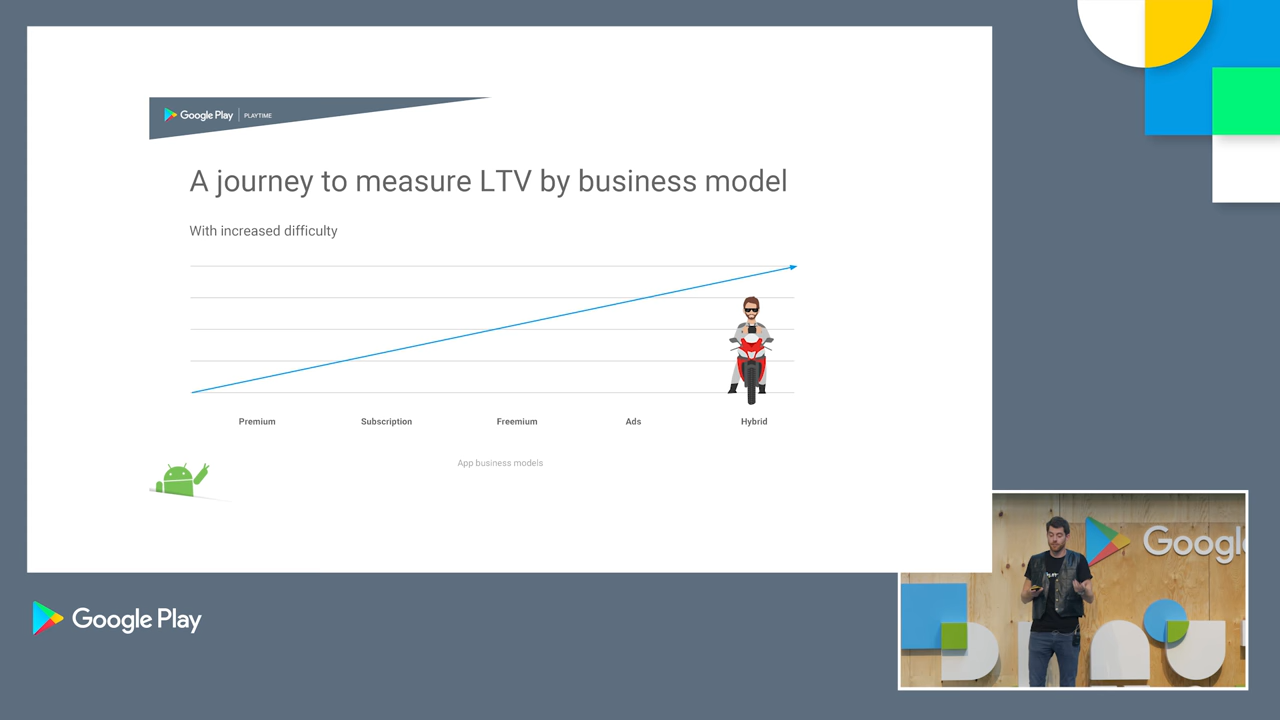 Google Play | PLAYTIME
A journey to measure LTV by business model
With increased difficulty
Premium Subscription Freemium Ads Hybrid
App business models
Google Play
Googl